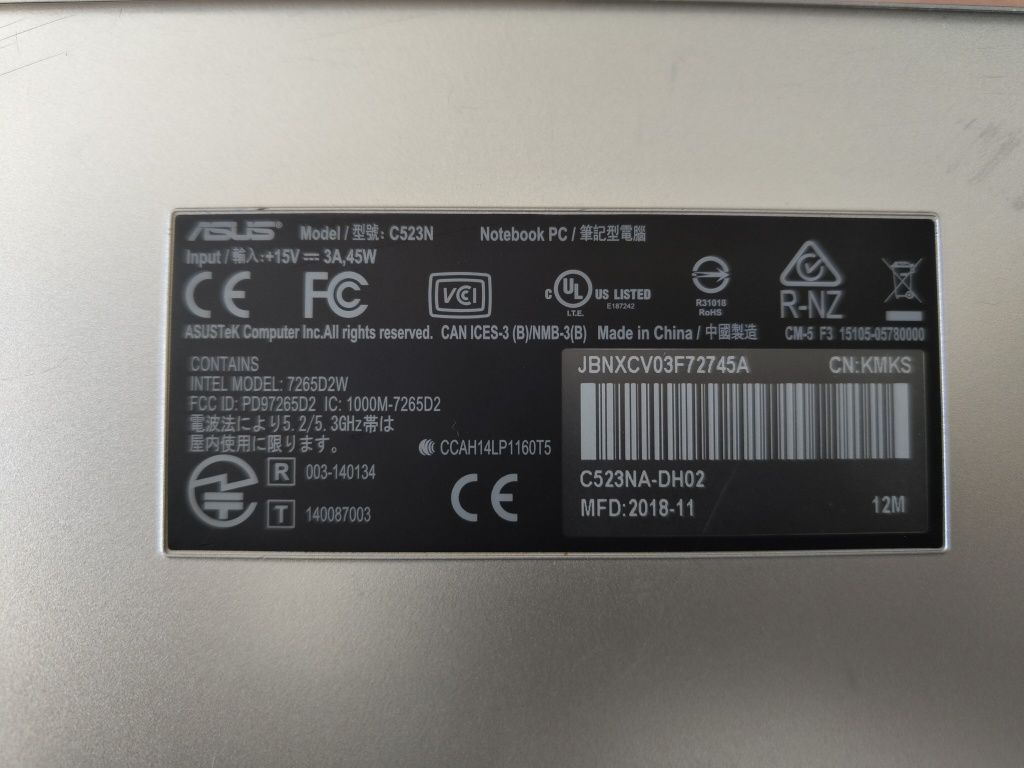 ASUS Model / 型號: C523N Notebook PC / 筆記型電腦
Input / 輸入: +15V ⎓ 3A, 45W
CE FC VCI c UL US LISTED
I.T.E. E187242
R31018
RoHS
R-NZ
ASUSTeK Computer Inc. All rights reserved. CAN ICES-3 (B)/NMB-3(B) Made in China / 中國製造 CM-5 F3 15105-05780000
CONTAINS
INTEL MODEL: 7265D2W
FCC ID: PD97265D2 IC: 1000M-7265D2
電波法により5.2/5.3GHz帯は
屋内使用に限ります。
R 003-140134
T 140087003
CCAH14LP1160T5
CE
JBNXCV03F72745A CN:KMKS
C523NA-DH02
MFD:2018-11 12M